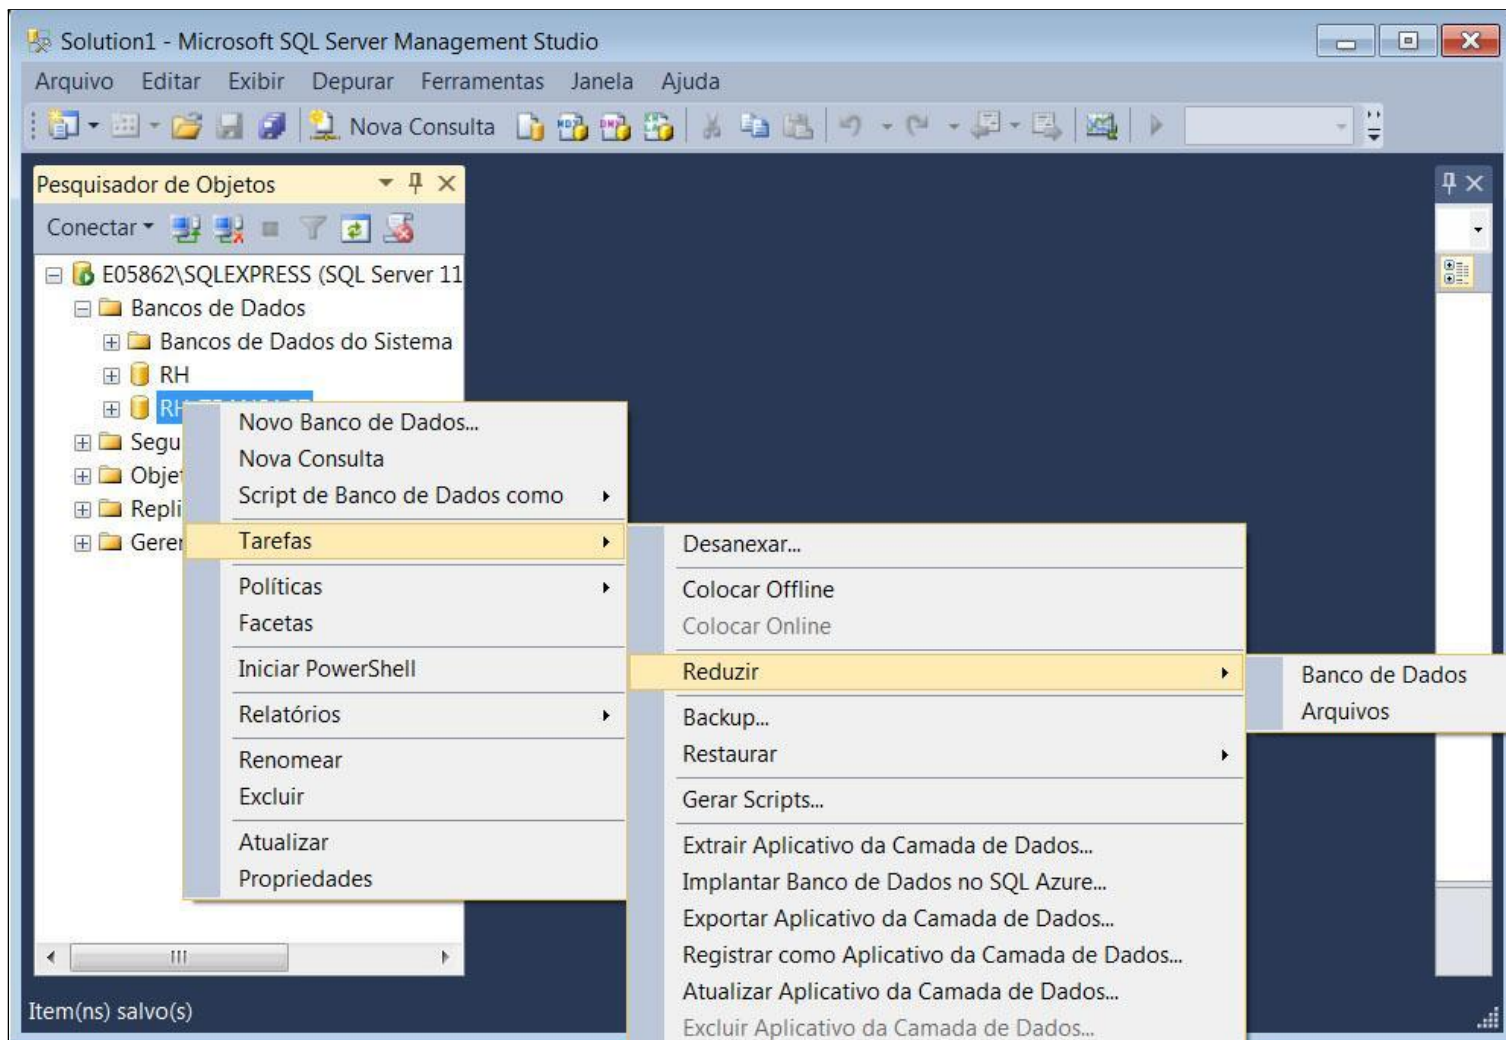 Solution1 - Microsoft SQL Server Management Studio
Arquivo Editar Exibir Depurar Ferramentas Janela Ajuda
Nova Consulta
Pesquisador de Objetos
Conectar
E05862\SQLEXPRESS (SQL Server 11
Bancos de Dados
Bancos de Dados do Sistema
RH
Segu
Objet
Repli
Geren
Novo Banco de Dados...
Nova Consulta
Script de Banco de Dados como
Tarefas
Políticas
Facetas
Iniciar PowerShell
Relatórios
Renomear
Excluir
Atualizar
Propriedades
Desanexar...
Colocar Offline
Colocar Online
Reduzir
Backup...
Restaurar
Gerar Scripts...
Extrair Aplicativo da Camada de Dados...
Implantar Banco de Dados no SQL Azure...
Exportar Aplicativo da Camada de Dados...
Registrar como Aplicativo da Camada de Dados...
Atualizar Aplicativo da Camada de Dados...
Excluir Aplicativo da Camada de Dados...
Banco de Dados
Arquivos
Item(ns) salvo(s)